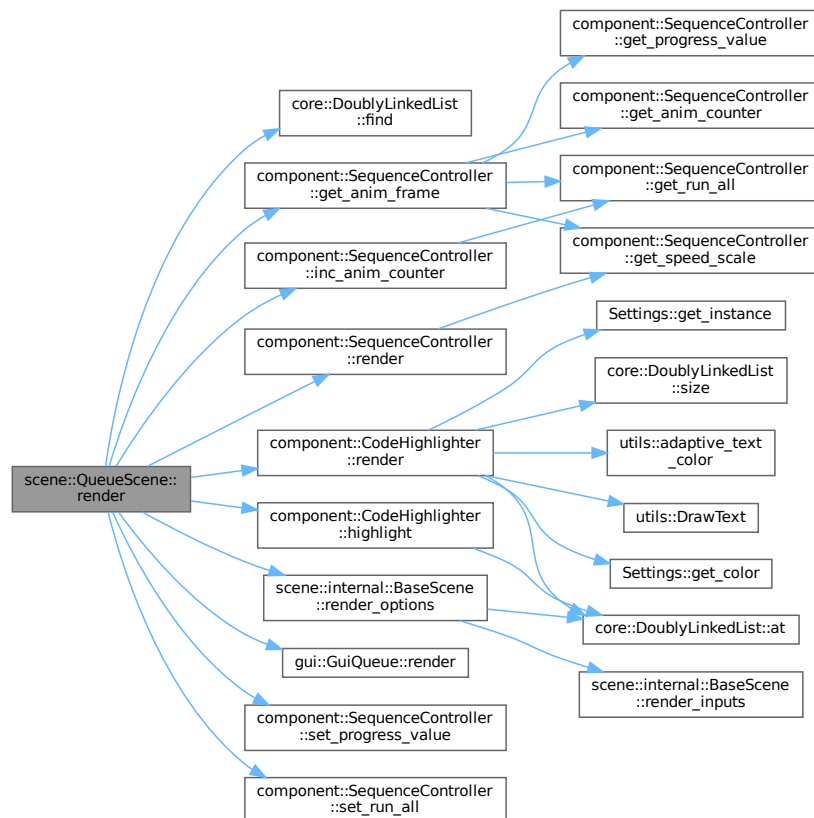 scene::QueueScene::
render
core::DoublyLinkedList
::find
component::SequenceController
::get_anim_frame
component::SequenceController
::inc_anim_counter
component::SequenceController
::render
component::CodeHighlighter
::render
component::CodeHighlighter
::highlight
scene::internal::BaseScene
::render_options
gui::GuiQueue::render
component::SequenceController
::set_progress_value
component::SequenceController
::set_run_all
component::SequenceController
::get_progress_value
component::SequenceController
::get_anim_counter
component::SequenceController
::get_run_all
component::SequenceController
::get_speed_scale
Settings::get_instance
core::DoublyLinkedList
::size
utils::adaptive_text
_color
utils::DrawText
Settings::get_color
core::DoublyLinkedList::at
scene::internal::BaseScene
::render_inputs